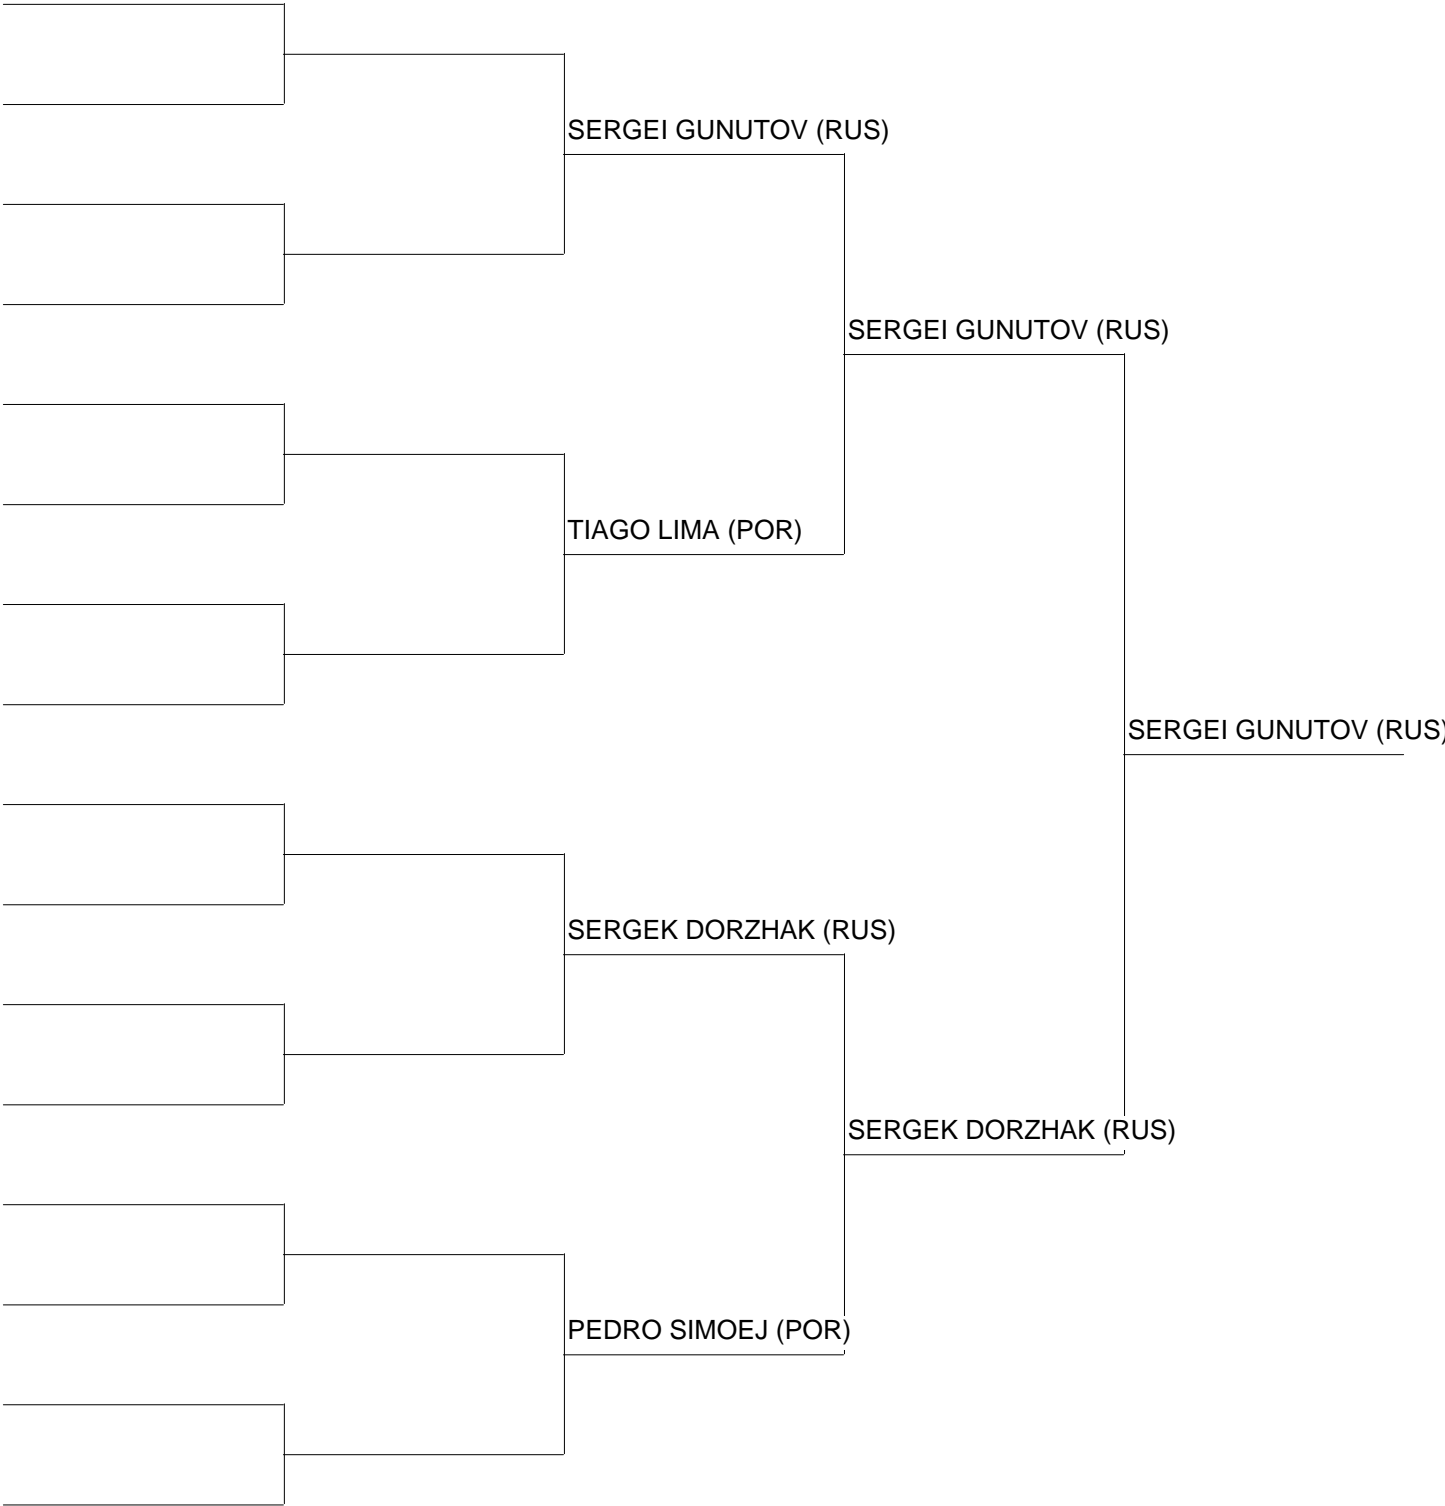 SERGEI GUNUTOV (RUS)
SERGEI GUNUTOV (RUS)
TIAGO LIMA (POR)
SERGEI GUNUTOV (RUS)
SERGEK DORZHAK (RUS)
SERGEK DORZHAK (RUS)
PEDRO SIMOEJ (POR)